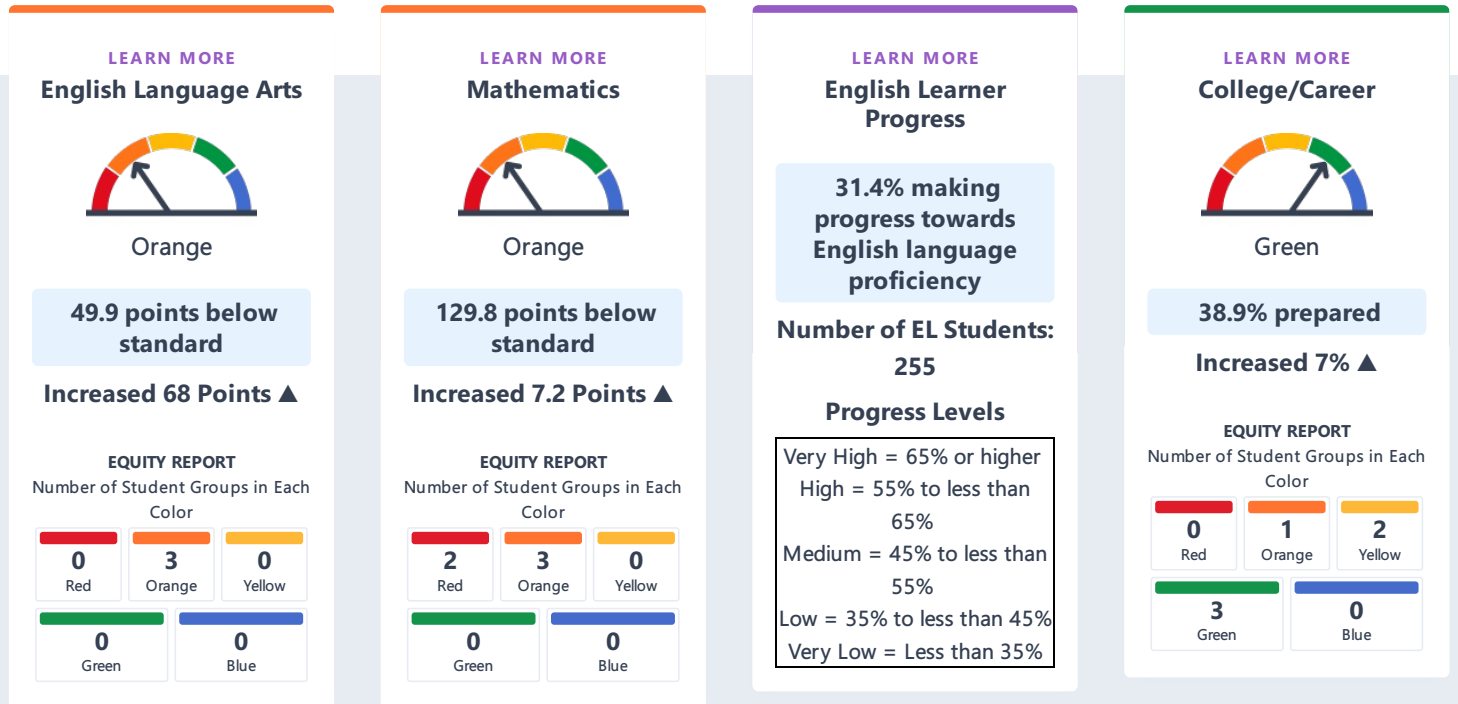 LEARN MORE
English Language Arts
Orange
49.9 points below
standard
Increased 68 Points ▲
EQUITY REPORT
Number of Student Groups in Each
Color
0
Red
3
Orange
0
Yellow
0
Green
0
Blue
LEARN MORE
Mathematics
Orange
129.8 points below
standard
Increased 7.2 Points ▲
EQUITY REPORT
Number of Student Groups in Each
Color
2
Red
3
Orange
0
Yellow
0
Green
0
Blue
LEARN MORE
English Learner
Progress
31.4% making
progress towards
English language
proficiency
Number of EL Students:
255
Progress Levels
Very High = 65% or higher
High = 55% to less than
65%
Medium = 45% to less than
55%
Low = 35% to less than 45%
Very Low = Less than 35%
LEARN MORE
College/Career
Green
38.9% prepared
Increased 7% ▲
EQUITY REPORT
Number of Student Groups in Each
Color
0
Red
1
Orange
2
Yellow
3
Green
0
Blue